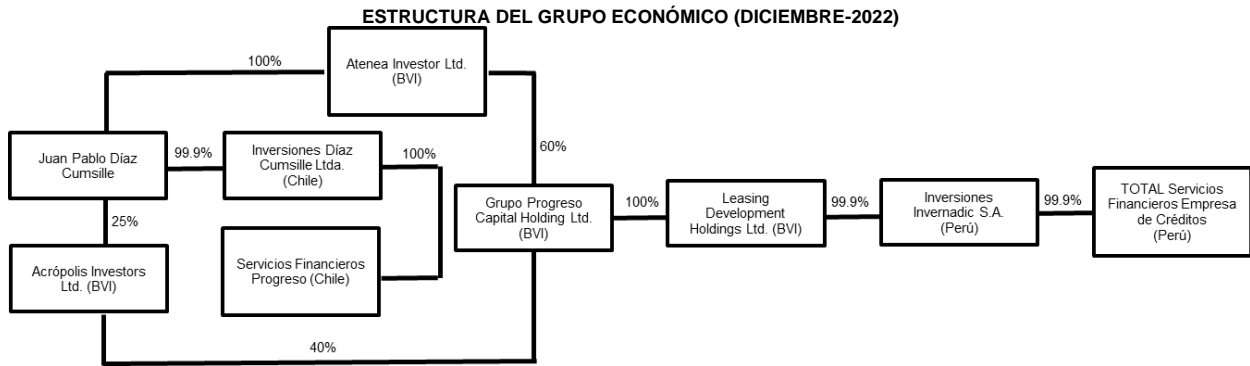 ESTRUCTURA DEL GRUPO ECONÓMICO (DICIEMBRE-2022)
100%
Atenea Investor Ltd.
(BVI)
Juan Pablo Díaz
Cumsille
99.9%
Inversiones Díaz
Cumsille Ltda.
(Chile)
100%
60%
25%
Grupo Progreso
Capital Holding Ltd.
(BVI)
100%
Leasing
Development
Holdings Ltd. (BVI)
99.9%
Inversiones
Invernadic S.A.
(Perú)
99.9%
TOTAL Servicios
Financieros Empresa
de Créditos
(Perú)
Acrópolis Investors
Ltd. (BVI)
Servicios Financieros
Progreso (Chile)
40%